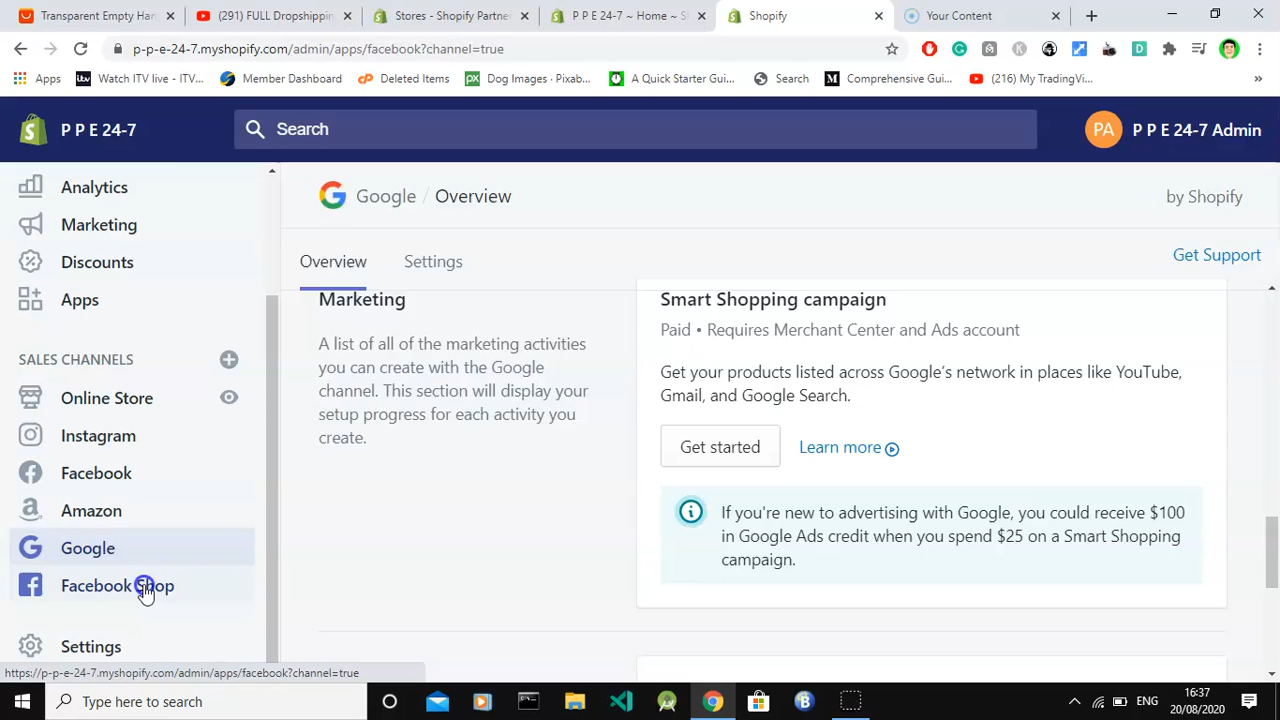 Transparent Empty Han
(291) FULL Dropshippin
Stores - Shopify Partner
P P E 24-7 ~ Home ~ Sh
Shopify
Your Content
p-p-e-24-7.myshopify.com/admin/apps/facebook?channel=true
Apps
Watch ITV live - ITV...
Member Dashboard
Deleted Items
Dog Images · Pixab...
A Quick Starter Gui...
Search
Comprehensive Gui...
(216) My TradingVi...
P P E 24-7
Search
PA P P E 24-7 Admin
Analytics
Marketing
Discounts
Apps
SALES CHANNELS
Online Store
Instagram
Facebook
Amazon
Google
Facebook Shop
Settings
Google / Overview
by Shopify
Overview
Settings
Get Support
Marketing
A list of all of the marketing activities
you can create with the Google
channel. This section will display your
setup progress for each activity you
create.
Smart Shopping campaign
Paid • Requires Merchant Center and Ads account
Get your products listed across Google's network in places like YouTube,
Gmail, and Google Search.
Get started
Learn more
If you're new to advertising with Google, you could receive $100
in Google Ads credit when you spend $25 on a Smart Shopping
campaign.
https://p-p-e-24-7.myshopify.com/admin/apps/facebook?channel=true
Type here to search
ENG
16:37
20/08/2020